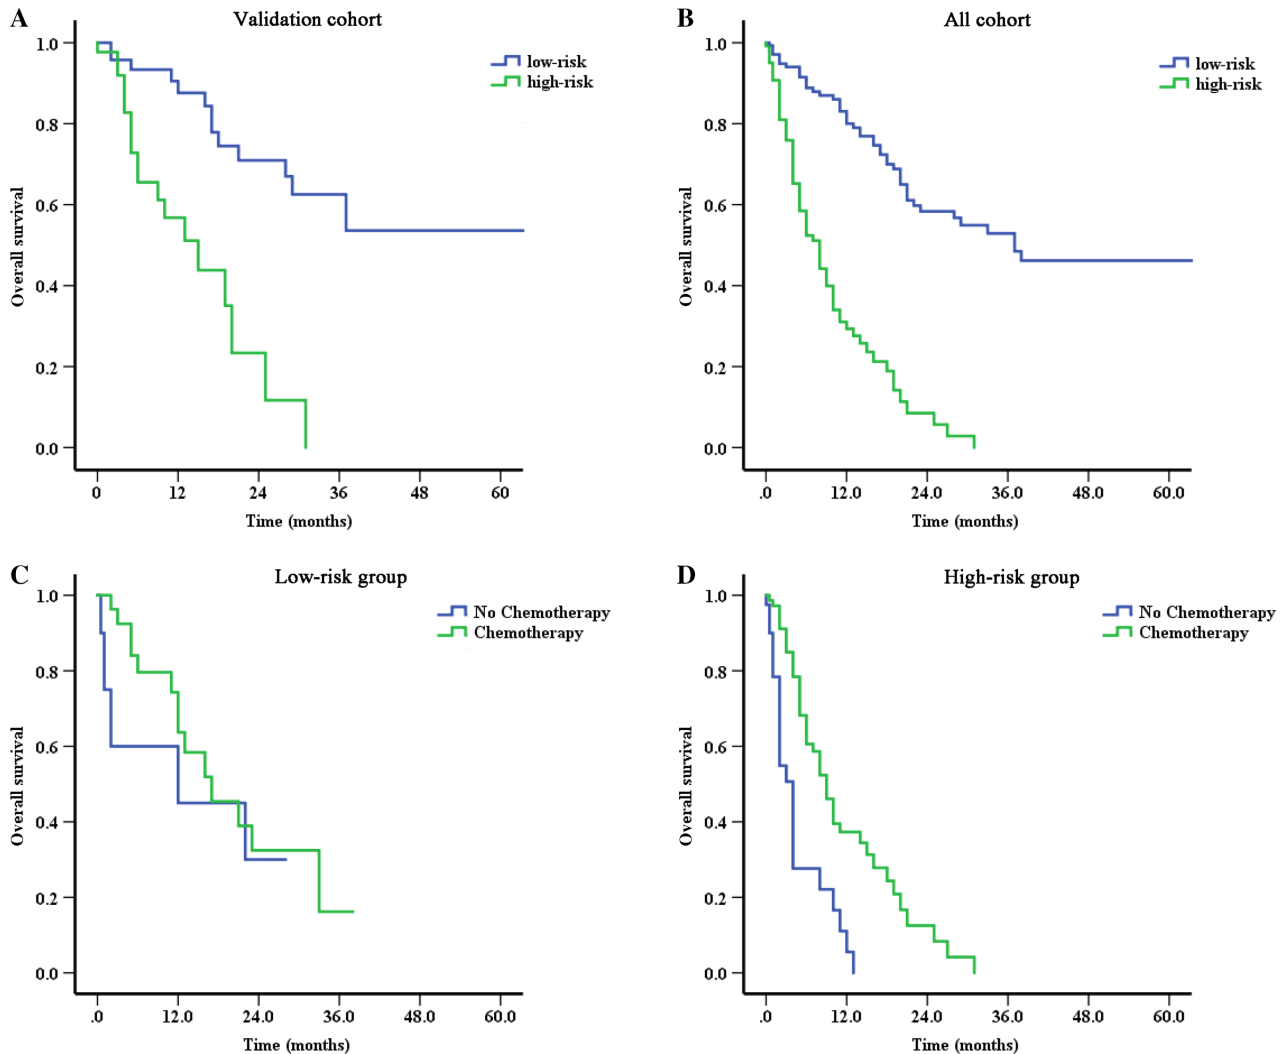 A
Validation cohort
low-risk
high-risk
Overall survival
1.0
0.8
0.6
0.4
0.2
0.0
0 12 24 36 48 60
Time (months)
B
All cohort
low-risk
high-risk
Overall survival
1.0
0.8
0.6
0.4
0.2
0.0
.0 12.0 24.0 36.0 48.0 60.0
Time (months)
C
Low-risk group
No Chemotherapy
Chemotherapy
Overall survival
1.0
0.8
0.6
0.4
0.2
0.0
.0 12.0 24.0 36.0 48.0 60.0
Time (months)
D
High-risk group
No Chemotherapy
Chemotherapy
Overall survival
1.0
0.8
0.6
0.4
0.2
0.0
.0 12.0 24.0 36.0 48.0 60.0
Time (months)